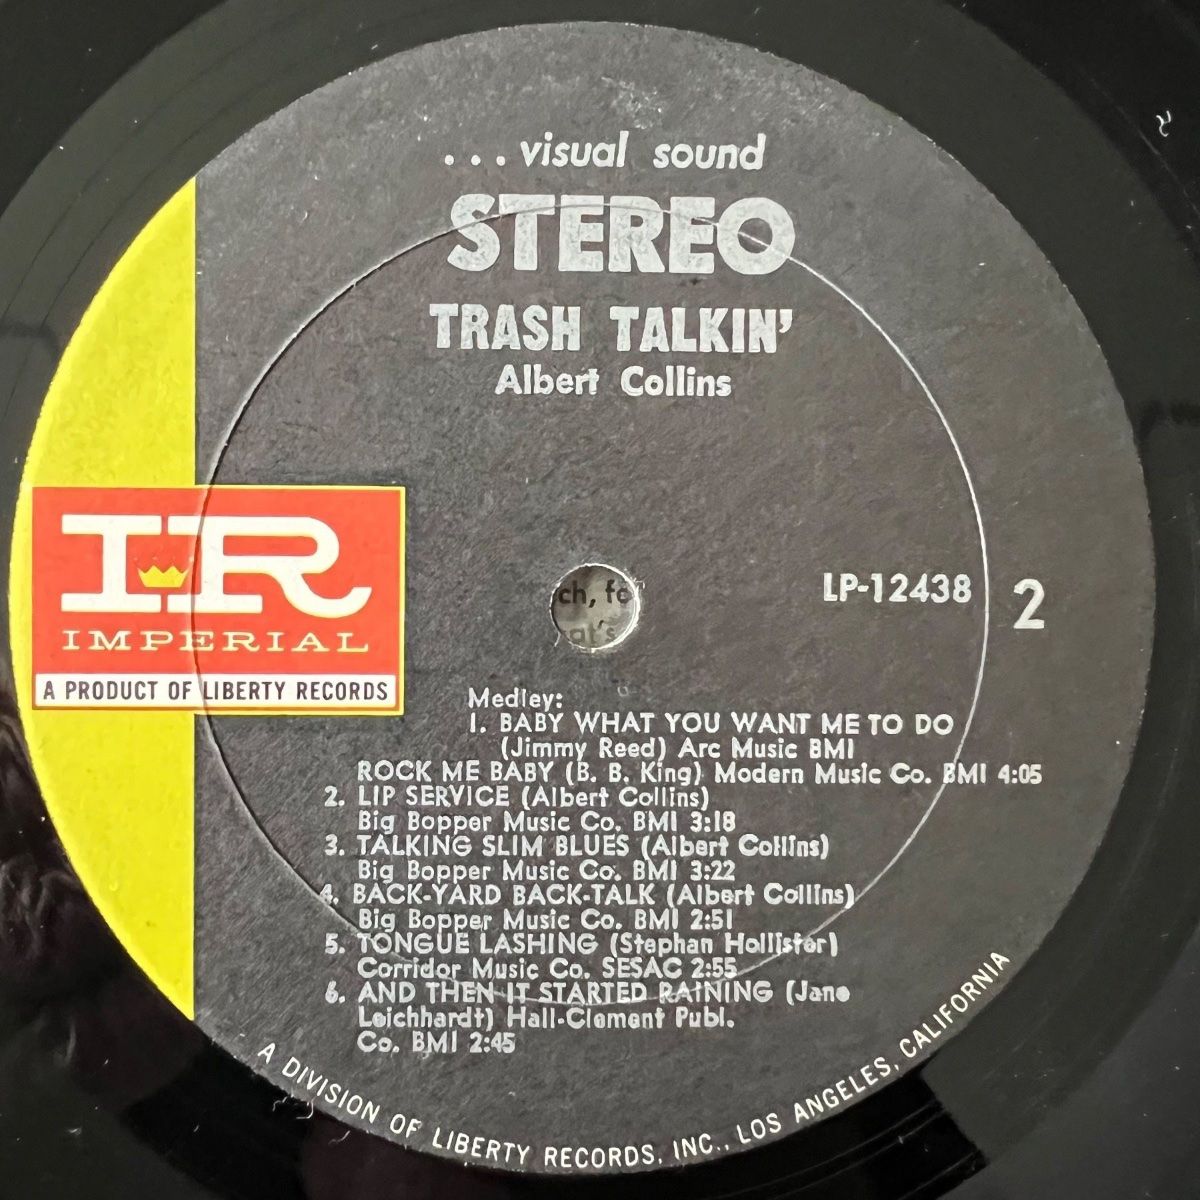 ... visual sound
STEREO
TRASH TALKIN'
Albert Collins
IR
IMPERIAL
A PRODUCT OF LIBERTY RECORDS
ch, fo
at's
LP-12438
2
Medley:
1. BABY WHAT YOU WANT ME TO DO
(Jimmy Reed) Arc Music BMI
ROCK ME BABY (B. B. King) Modern Music Co. BMI 4:05
2. LIP SERVICE (Albert Collins)
Big Bopper Music Co. BMI 3:18
3. TALKING SLIM BLUES (Albert Collins)
Big Bopper Music Co. BMI 3:22
4. BACK-YARD BACK-TALK (Albert Collins)
Big Bopper Music Co. BMI 2:51
5. TONGUE LASHING (Stephan Hollister)
Corridor Music Co. SESAC 2:55
6. AND THEN IT STARTED RAINING (Jane
Leichhardt) Hall-Clement Publ.
Co. BMI 2:45
A DIVISION OF LIBERTY RECORDS, INC., LOS ANGELES, CALIFORNIA